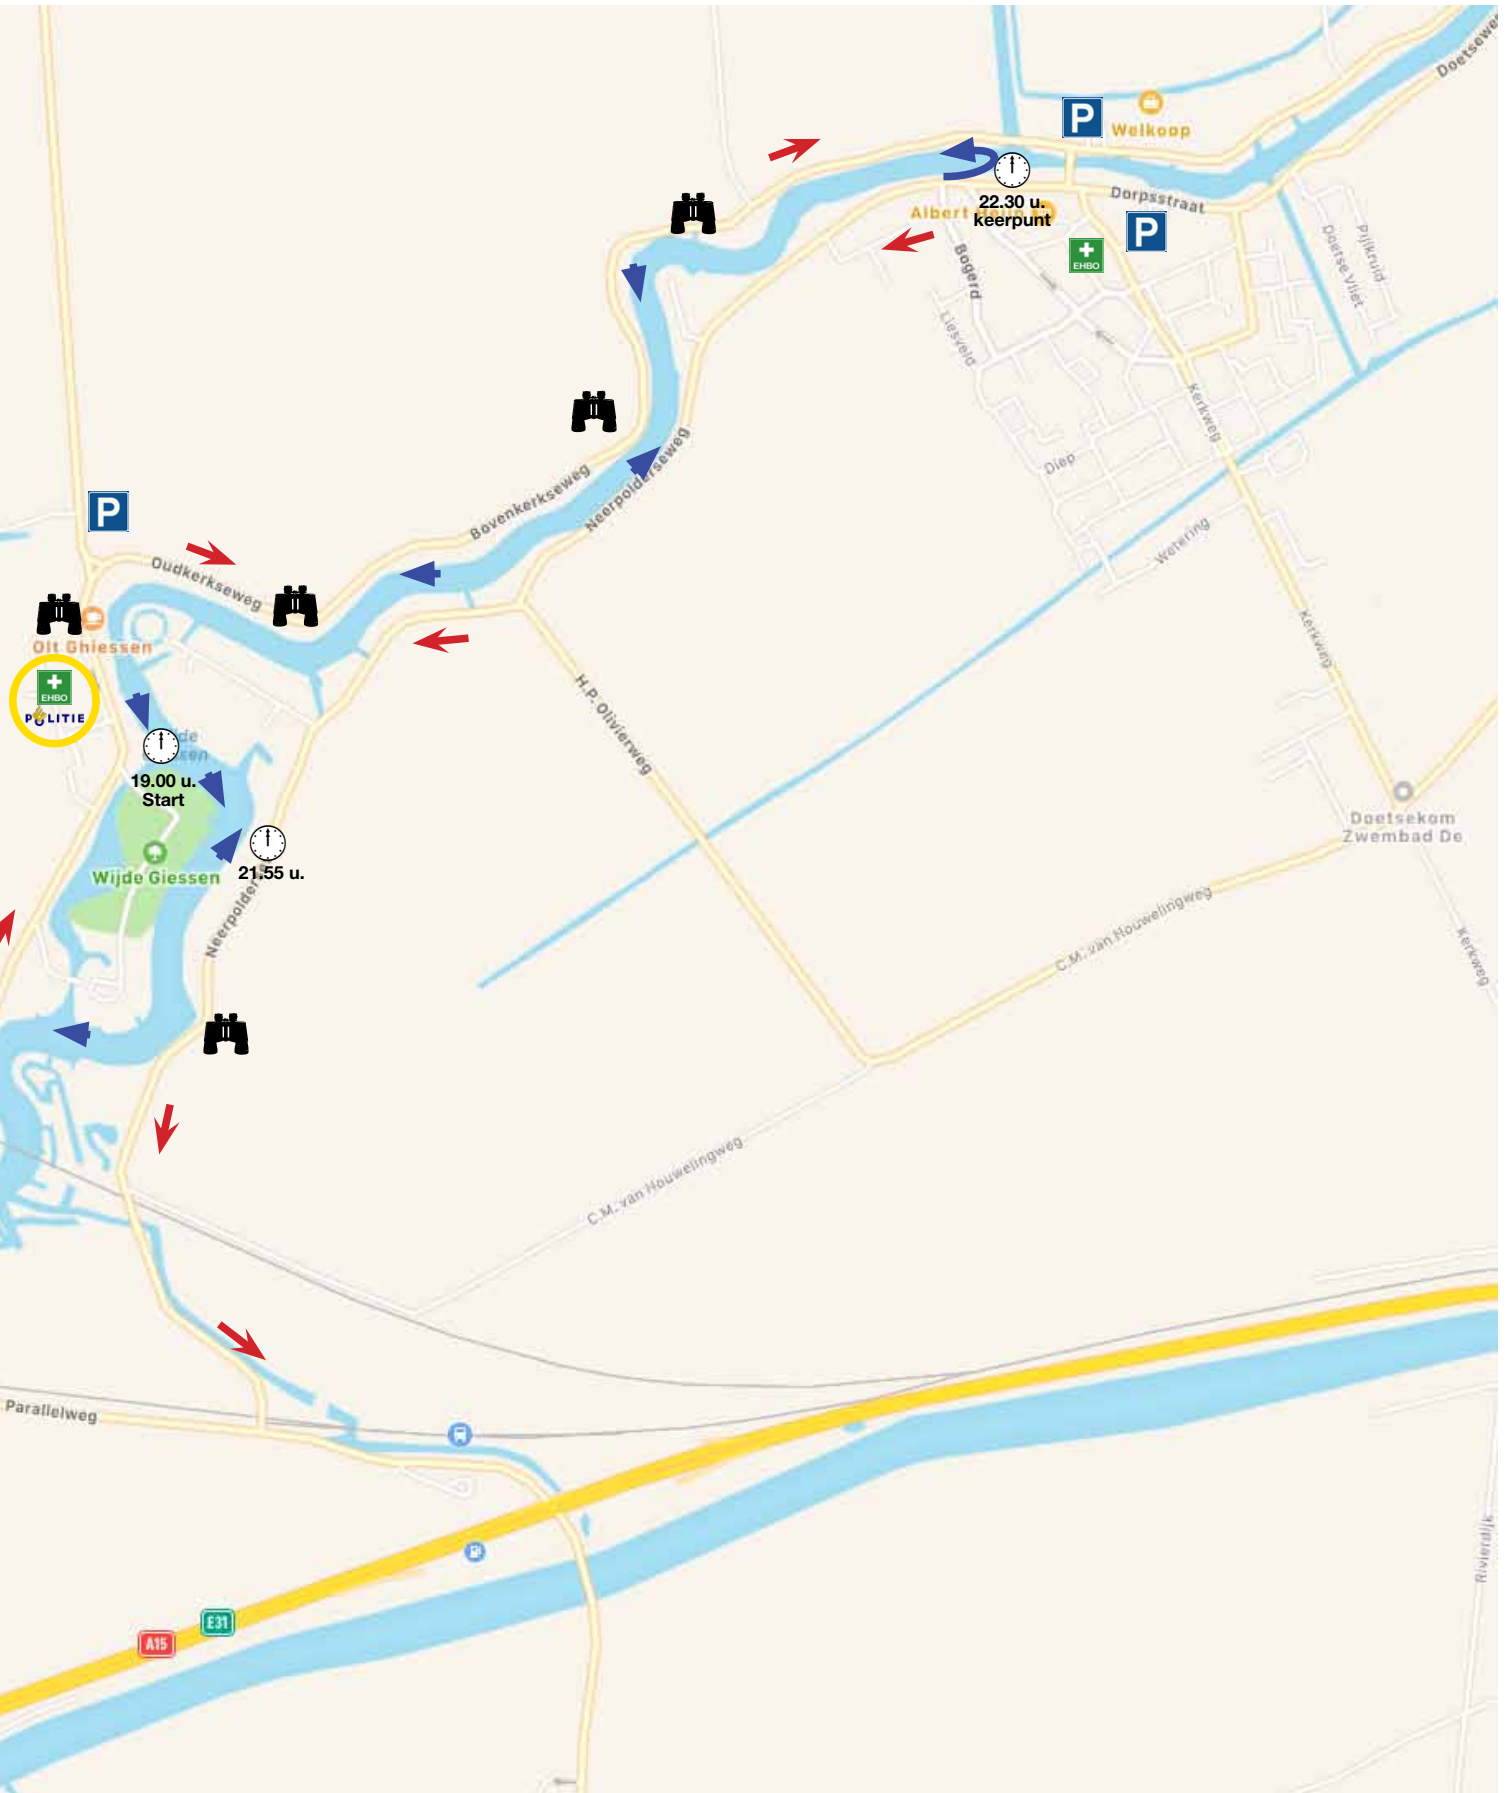 Doetseweg
P
Welkoop
22.30 u.
keerpunt
Albert Heijn
Dorpsstraat
P
EHBO
Bogerd
Liesveld
Doetse Vliet
Pijlkruid
Kerkweg
Diep
Wetering
Kerkweg
Bovenkerkseweg
Neerpolderseweg
P
Oudkerkseweg
Olt Ghiessen
EHBO
POLITIE
19.00 u.
Start
Wijde Giessen
21.55 u.
H.P. Olivierweg
Doetsekom
Zwembad De
C.M. van Houwelingweg
Kerkweg
C.M. van Houwelingweg
Parallelweg
Rivierdijk
E31
A15